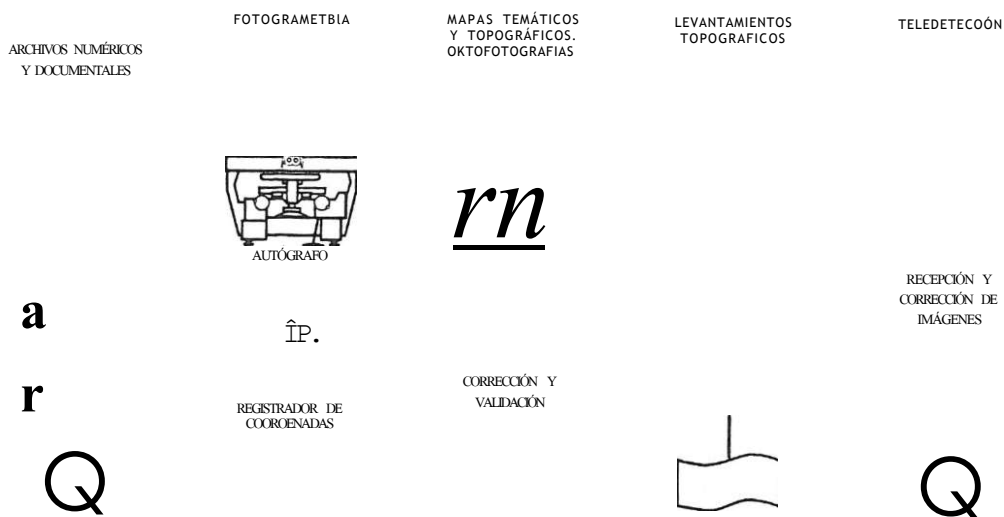 FOTOGRAMETBlA
MAPAS TEMÁTICOS
Y TOPOGRÁFICOS.
OKTOFOTOGRAFIAS
LEVANTAMIENTOS
TOPOGRAFICOS
TELEDETECOÓN
ARCHIVOS NUMÉRICOS
Y DOCUMENTALES
rn
AUTÓGRAFO
RECEPCIÓN Y
CORRECCIÓN DE
IMÁGENES
a
ÎP.
r
CORRECCIÓN Y
VALIDACIÓN
REGISTRADOR DE
COOROENADAS
Q
Q